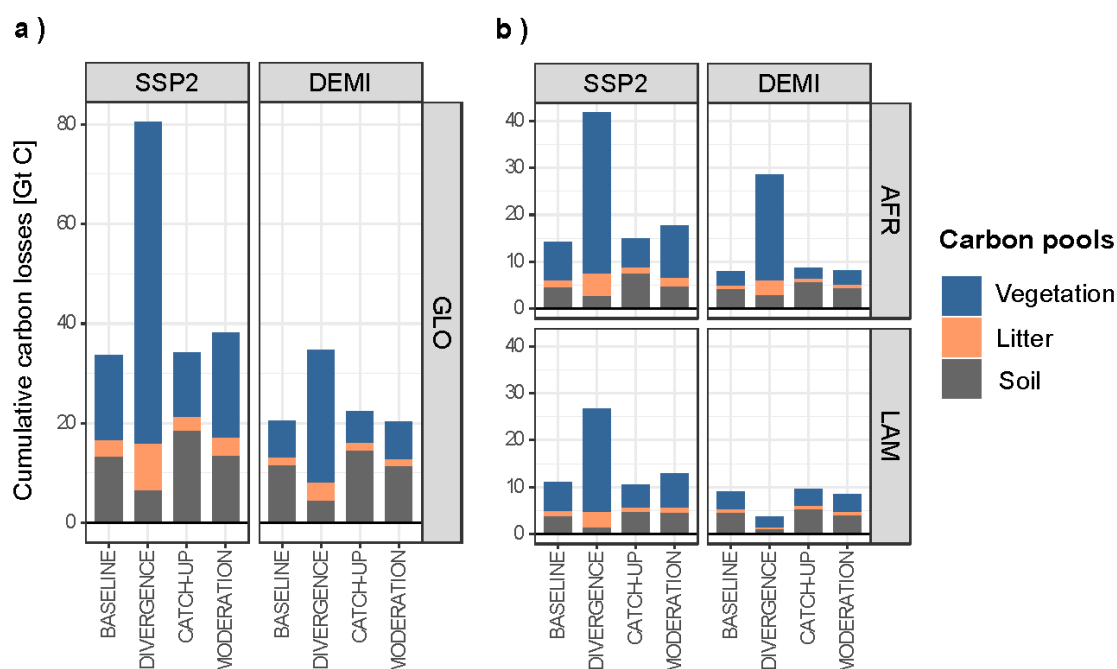 a )
SSP2
DEMI
Cumulative carbon losses [Gt C]
80
60
40
20
0
GLO
BASELINE
DIVERGENCE
CATCH-UP
MODERATION
BASELINE
DIVERGENCE
CATCH-UP
MODERATION
b )
SSP2
DEMI
40
30
20
10
0
AFR
40
30
20
10
0
LAM
BASELINE
DIVERGENCE
CATCH-UP
MODERATION
BASELINE
DIVERGENCE
CATCH-UP
MODERATION
Carbon pools
Vegetation
Litter
Soil